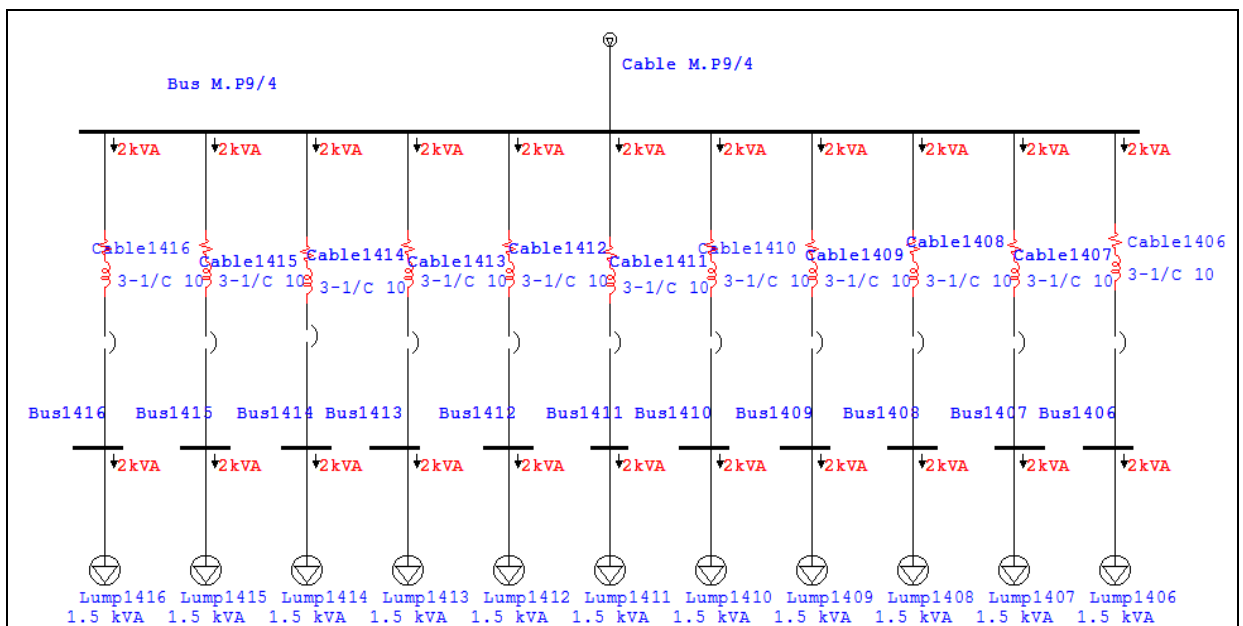 Cable M.P9/4
Bus M.P9/4
2kVA 2kVA 2kVA 2kVA 2kVA 2kVA 2kVA 2kVA 2kVA 2kVA 2kVA
Cable1416 Cable1415 Cable1414 Cable1413 Cable1412 Cable1411 Cable1410 Cable1409 Cable1408 Cable1407 Cable1406
3-1/C 10 3-1/C 10 3-1/C 10 3-1/C 10 3-1/C 10 3-1/C 10 3-1/C 10 3-1/C 10 3-1/C 10 3-1/C 10 3-1/C 10
Bus1416 Bus1415 Bus1414 Bus1413 Bus1412 Bus1411 Bus1410 Bus1409 Bus1408 Bus1407 Bus1406
2kVA 2kVA 2kVA 2kVA 2kVA 2kVA 2kVA 2kVA 2kVA 2kVA 2kVA
Lump1416 Lump1415 Lump1414 Lump1413 Lump1412 Lump1411 Lump1410 Lump1409 Lump1408 Lump1407 Lump1406
1.5 kVA 1.5 kVA 1.5 kVA 1.5 kVA 1.5 kVA 1.5 kVA 1.5 kVA 1.5 kVA 1.5 kVA 1.5 kVA 1.5 kVA